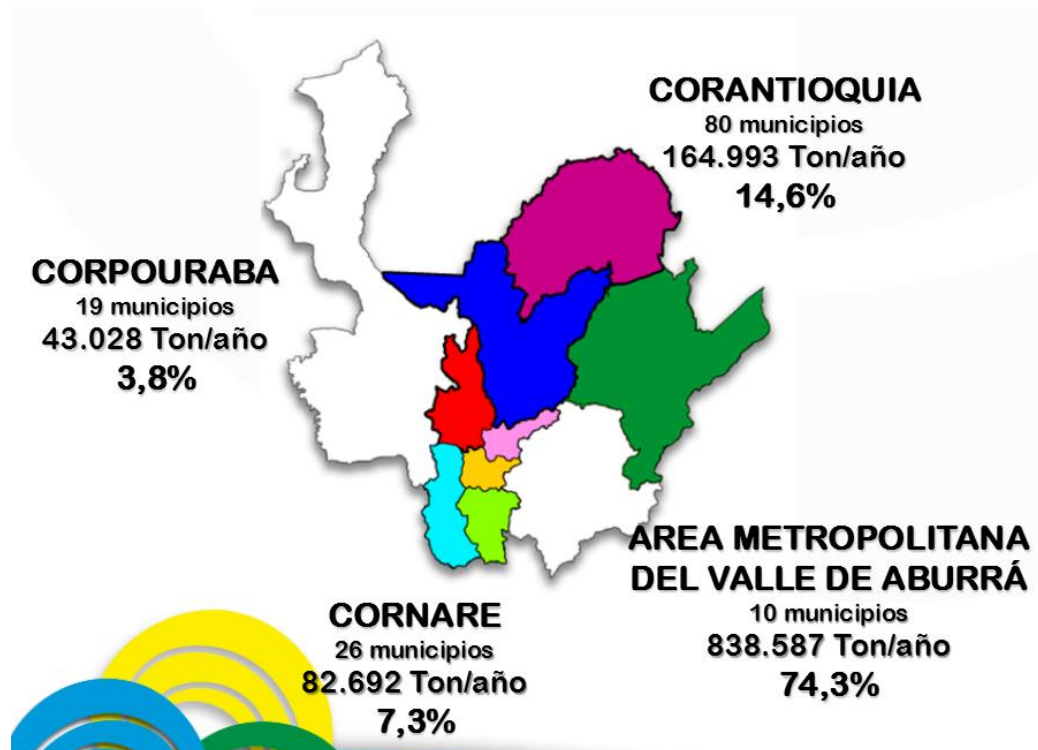 CORANTIOQUIA
80 municipios
164.993 Ton/año
14,6%
CORPOURABA
19 municipios
43.028 Ton/año
3,8%
AREA METROPOLITANA
DEL VALLE DE ABURRÁ
10 municipios
838.587 Ton/año
74,3%
CORNARE
26 municipios
82.692 Ton/año
7,3%